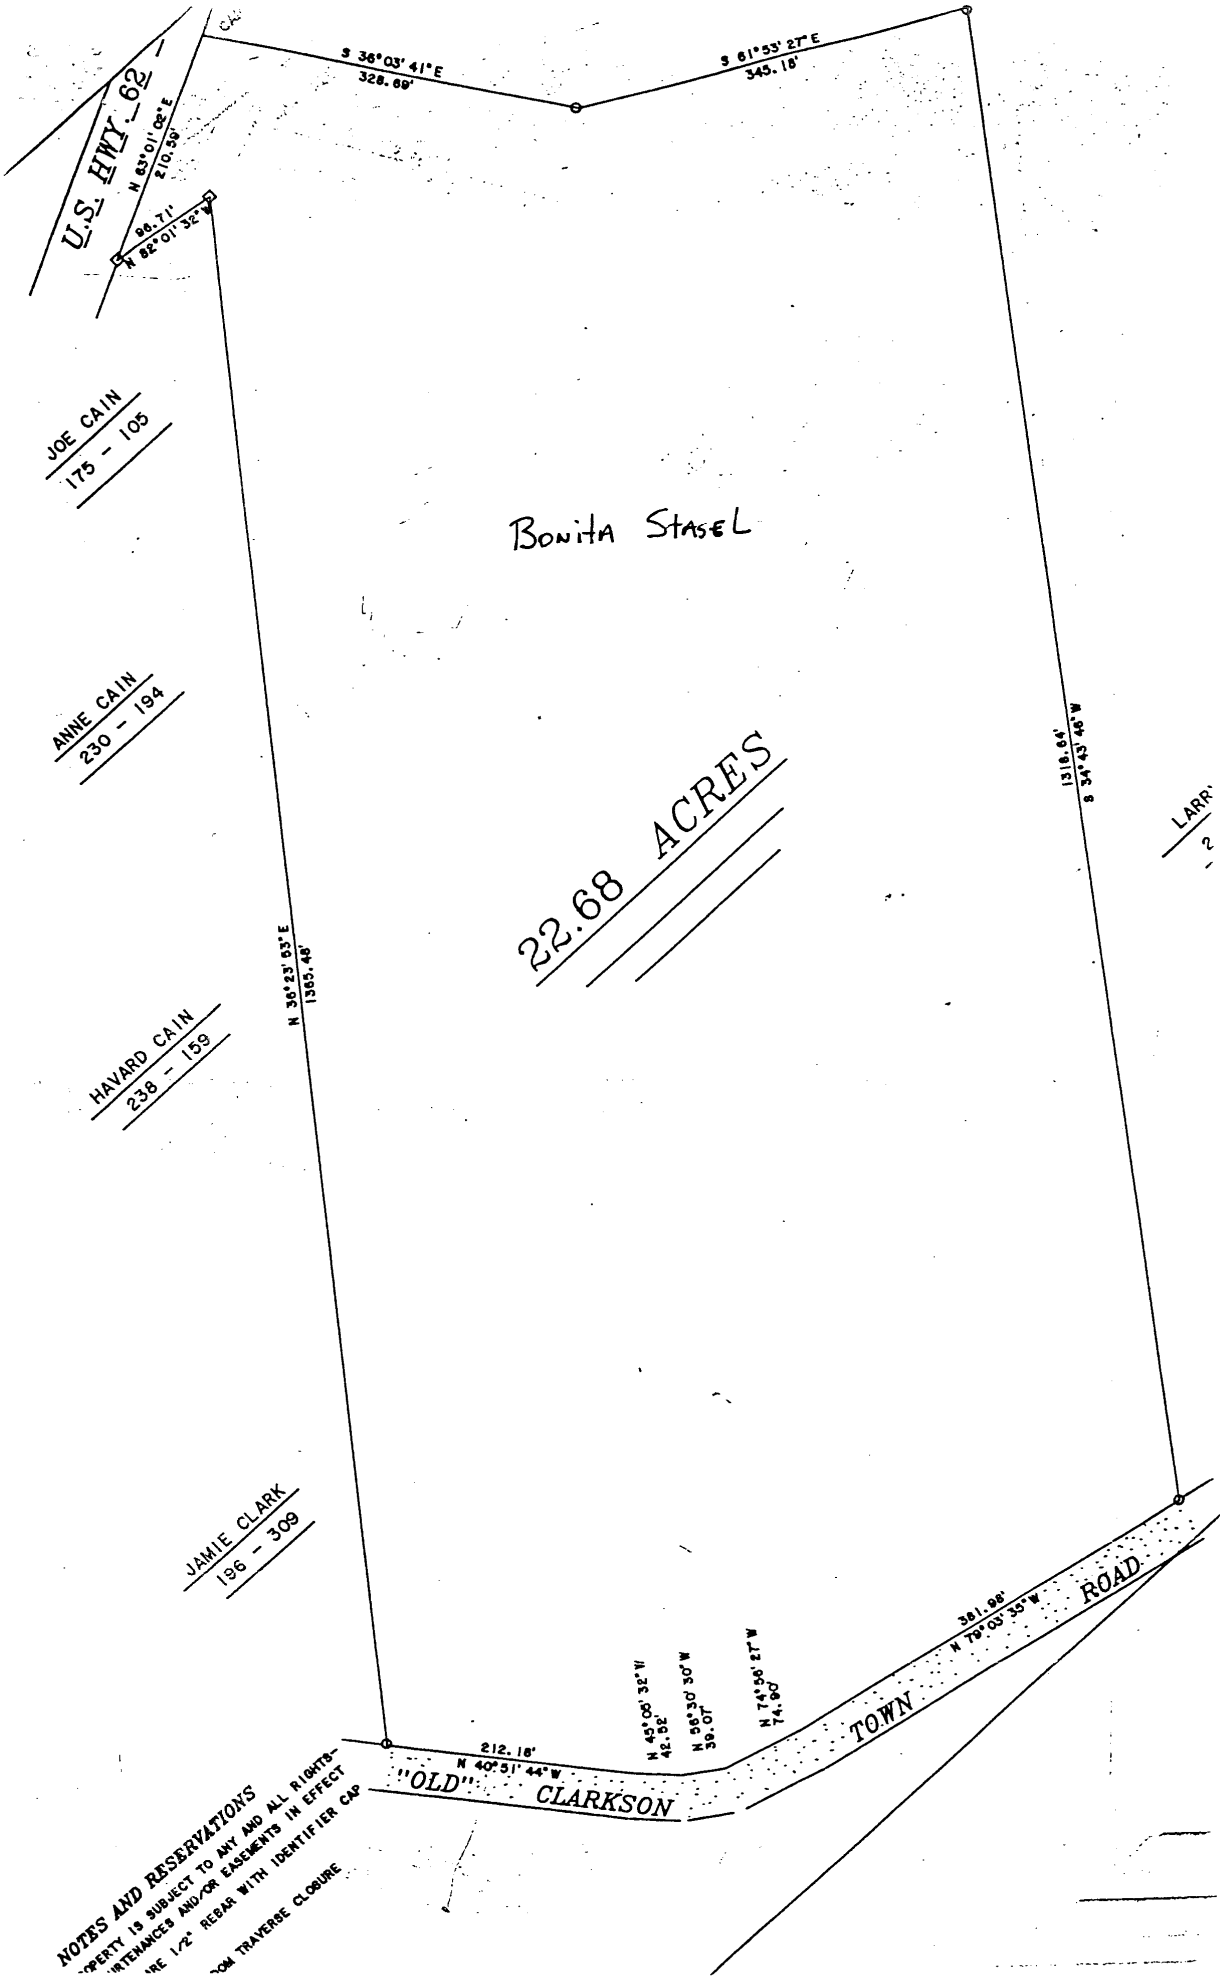 S 36°03'41"E
328.69'
S 61°53'27"E
345.18'
U.S. HWY. 62 -
N 63°01'02"E
210.59'
96.71'
N 82°01'32"W
JOE CAIN
175 - 105
BONITA STASEL
ANNE CAIN
230 - 194
1318.64'
S 34°43'46"W
22.68 ACRES
N 36°23'53"E
1365.48'
HAVARD CAIN
238 - 159
JAMIE CLARK
196 - 309
381.98'
N 79°03'35"W
N 45°05'32"W
42.52'
N 56°30'30"W
39.07'
N 74°56'27"W
74.90'
212.18'
N 40°51'44"W
"OLD" CLARKSON TOWN ROAD
NOTES AND RESERVATIONS
IS SUBJECT TO ANY AND ALL RIGHTS-
AND/OR EASEMENTS IN EFFECT
1/2" REBAR WITH IDENTIFIER CAP
TRAVERSE CLOSURE